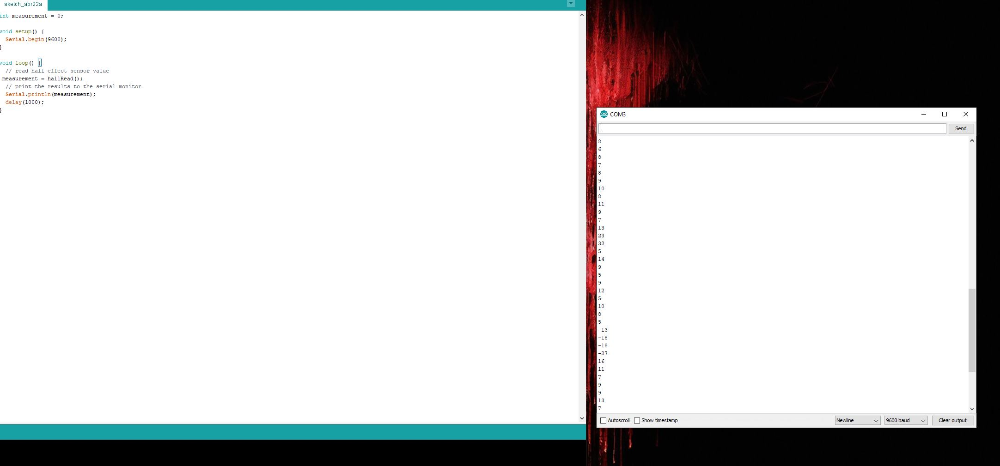 sketch_apr22a
int measurement = 0;
void setup() {
Serial.begin(9600);
}
void loop() {
// read hall effect sensor value
measurement = hallRead();
// print the results to the serial monitor
Serial.println(measurement);
delay(1000);
}
COM3
Send
8
6
8
7
8
9
10
8
11
9
7
13
23
32
5
14
9
5
9
12
5
10
8
5
-13
-18
-18
-27
16
11
7
9
9
13
7
Autoscroll Show timestamp Newline 9600 baud Clear output